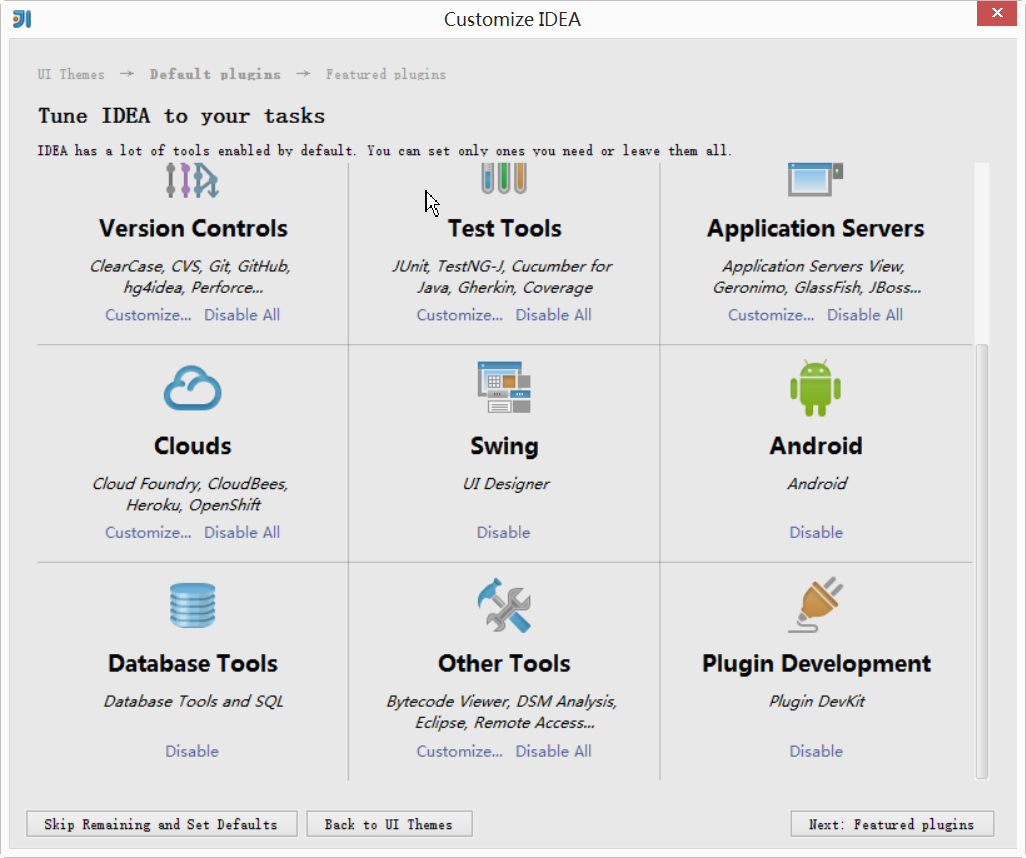 Customize IDEA
UI Themes → Default plugins → Featured plugins
Tune IDEA to your tasks
IDEA has a lot of tools enabled by default. You can set only ones you need or leave them all.
Version Controls
ClearCase, CVS, Git, GitHub,
hg4idea, Perforce...
Customize... Disable All
Test Tools
JUnit, TestNG-J, Cucumber for
Java, Gherkin, Coverage
Customize... Disable All
Application Servers
Application Servers View,
Geronimo, GlassFish, JBoss...
Customize... Disable All
Clouds
Cloud Foundry, CloudBees,
Heroku, OpenShift
Customize... Disable All
Swing
UI Designer
Disable
Android
Android
Disable
Database Tools
Database Tools and SQL
Disable
Other Tools
Bytecode Viewer, DSM Analysis,
Eclipse, Remote Access...
Customize... Disable All
Plugin Development
Plugin DevKit
Disable
Skip Remaining and Set Defaults
Back to UI Themes
Next: Featured plugins